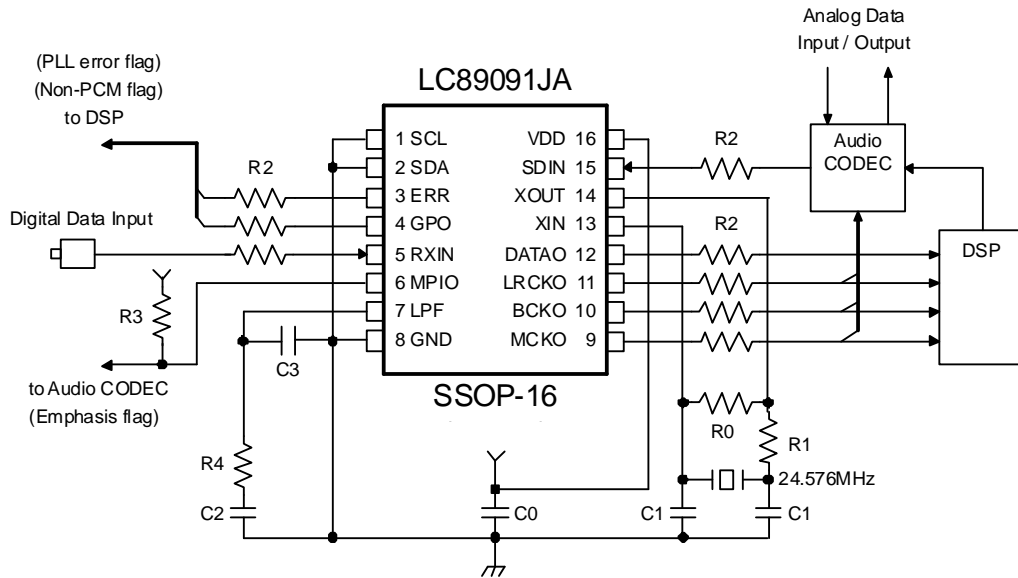 Analog Data
Input / Output
(PLL error flag)
(Non-PCM flag)
to DSP
LC89091JA
1 SCL
2 SDA
3 ERR
4 GPO
5 RXIN
6 MPIO
7 LPF
8 GND
VDD 16
SDIN 15
XOUT 14
XIN 13
DATAO 12
LRCKO 11
BCKO 10
MCKO 9
SSOP-16
R2
Digital Data Input
R3
to Audio CODEC
(Emphasis flag)
C3
R4
C2
R2
Audio
CODEC
R2
DSP
R0
R1
24.576MHz
C0
C1
C1